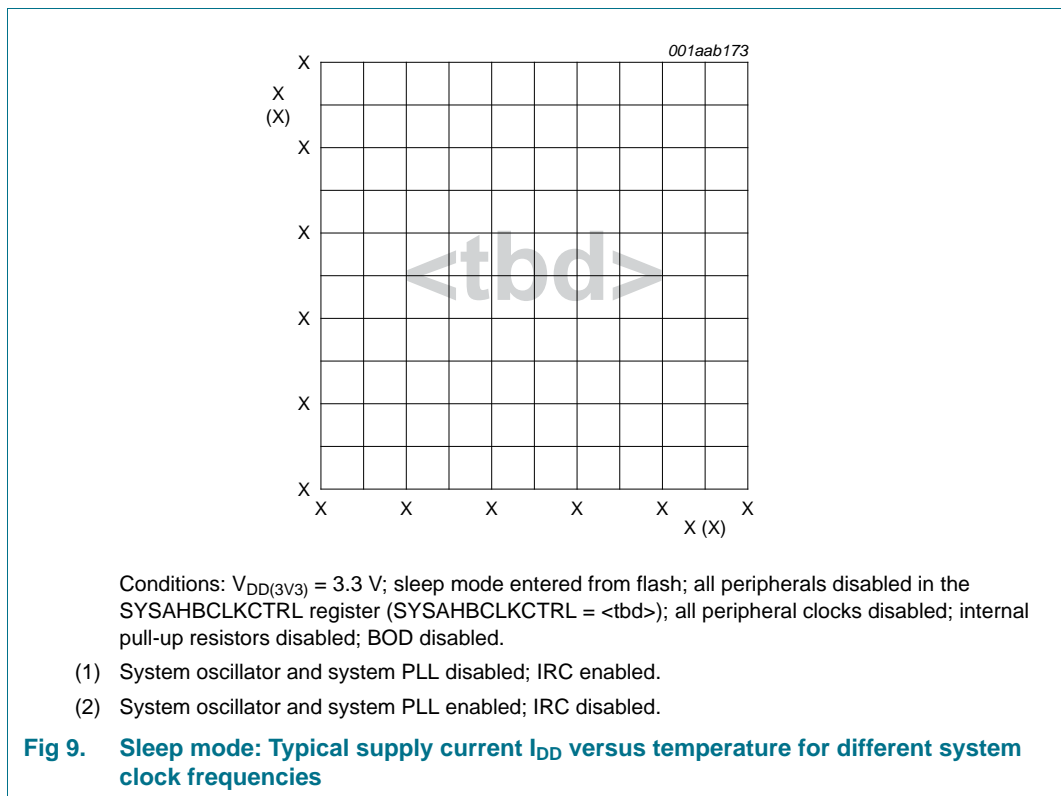 001aab173
X
X
(X)
X
X
<tbd>
X
X
X
X X X X X X
X (X)
Conditions: VDD(3V3) = 3.3 V; sleep mode entered from flash; all peripherals disabled in the
SYSAHBCLKCTRL register (SYSAHBCLKCTRL = <tbd>); all peripheral clocks disabled; internal
pull-up resistors disabled; BOD disabled.
(1) System oscillator and system PLL disabled; IRC enabled.
(2) System oscillator and system PLL enabled; IRC disabled.
Fig 9. Sleep mode: Typical supply current IDD versus temperature for different system
clock frequencies